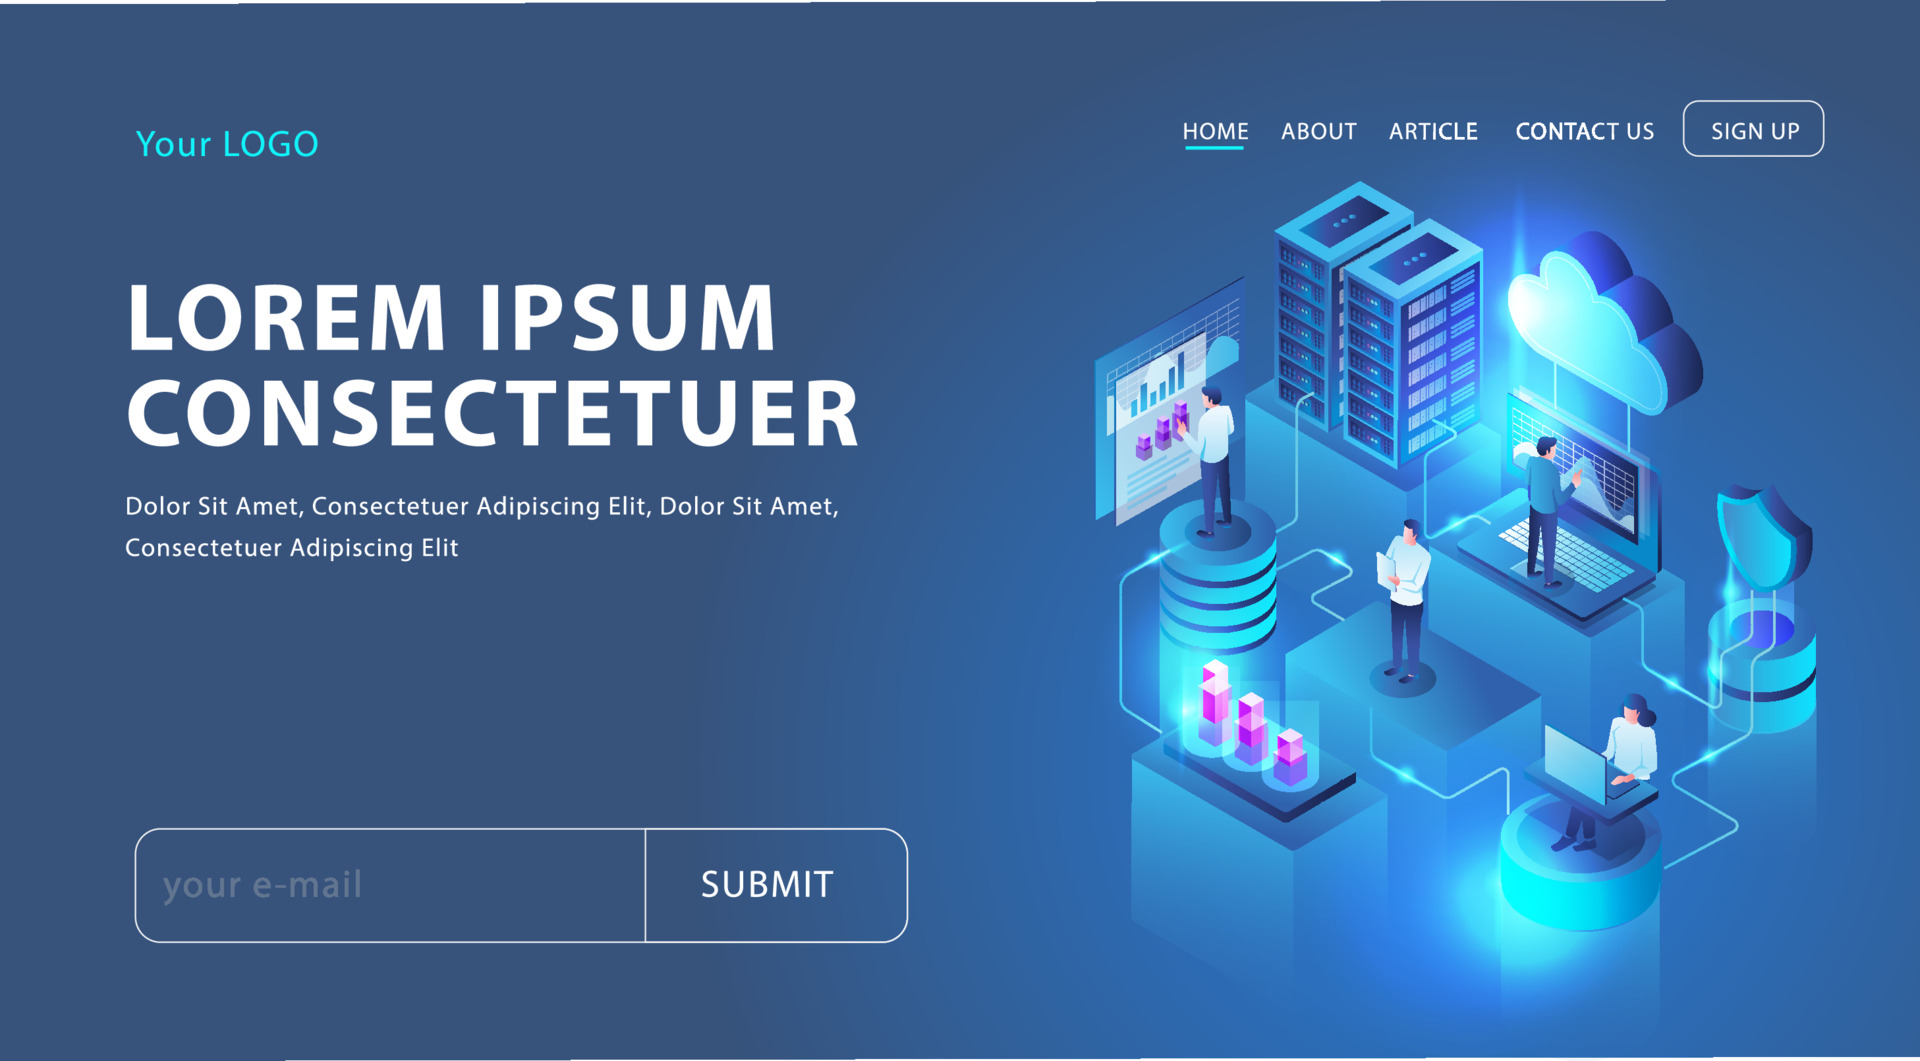 Your LOGO
HOME ABOUT ARTICLE CONTACT US SIGN UP
LOREM IPSUM
CONSECTETUER
Dolor Sit Amet, Consectetuer Adipiscing Elit, Dolor Sit Amet,
Consectetuer Adipiscing Elit
your e-mail SUBMIT